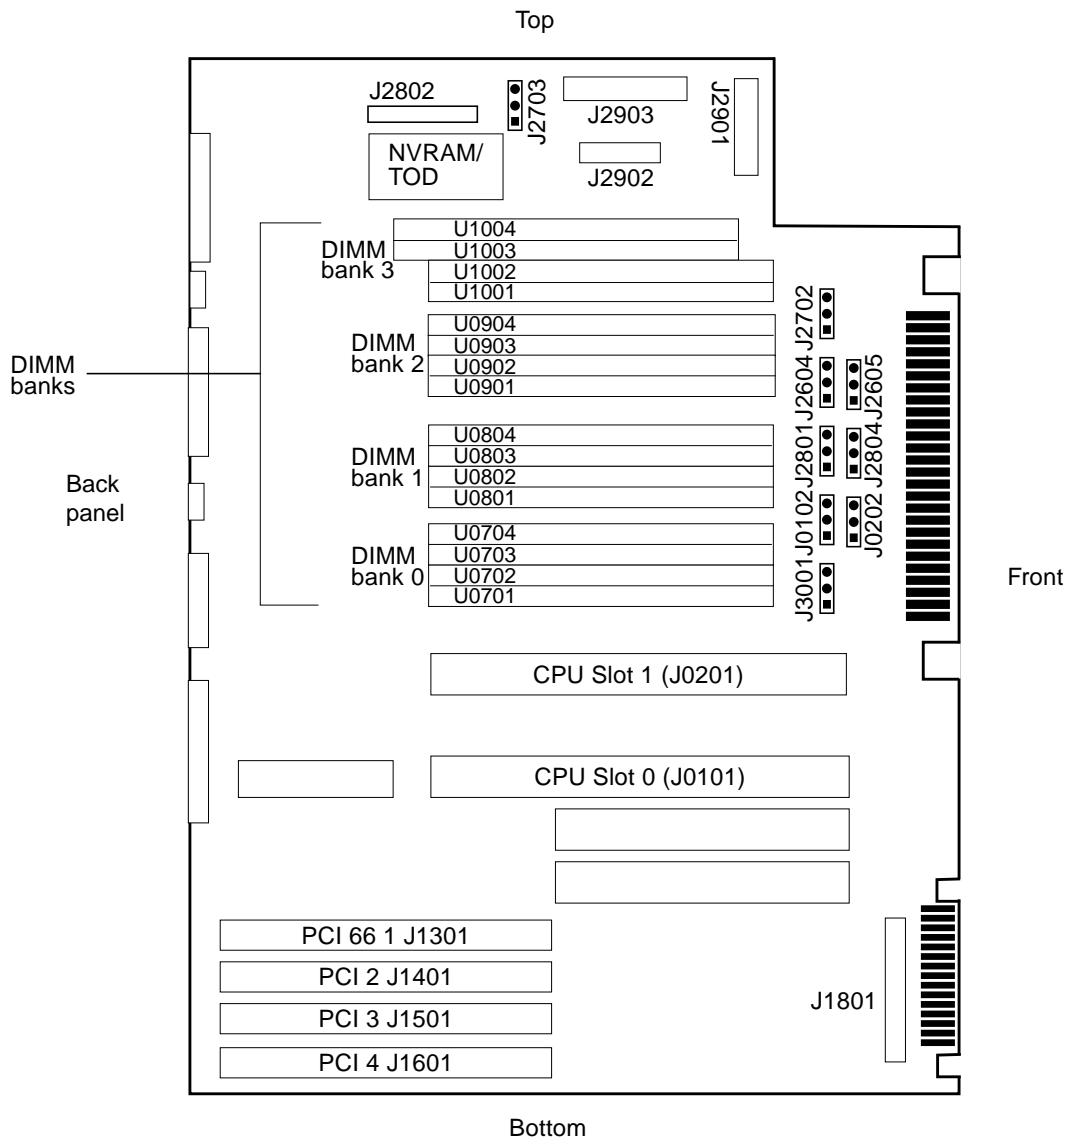 Top
J2802
J2703
J2903
J2901
NVRAM/
TOD
J2902
U1004
U1003
DIMM
bank 3
U1002
U1001
J2702
DIMM
bank 2
U0904
U0903
U0902
U0901
DIMM
banks
J2604
J2605
DIMM
bank 1
U0804
U0803
U0802
U0801
J2801
J2804
Back
panel
J0102
J0202
DIMM
bank 0
U0704
U0703
U0702
U0701
J3001
Front
CPU Slot 1 (J0201)
CPU Slot 0 (J0101)
PCI 66 1 J1301
PCI 2 J1401
PCI 3 J1501
PCI 4 J1601
J1801
Bottom